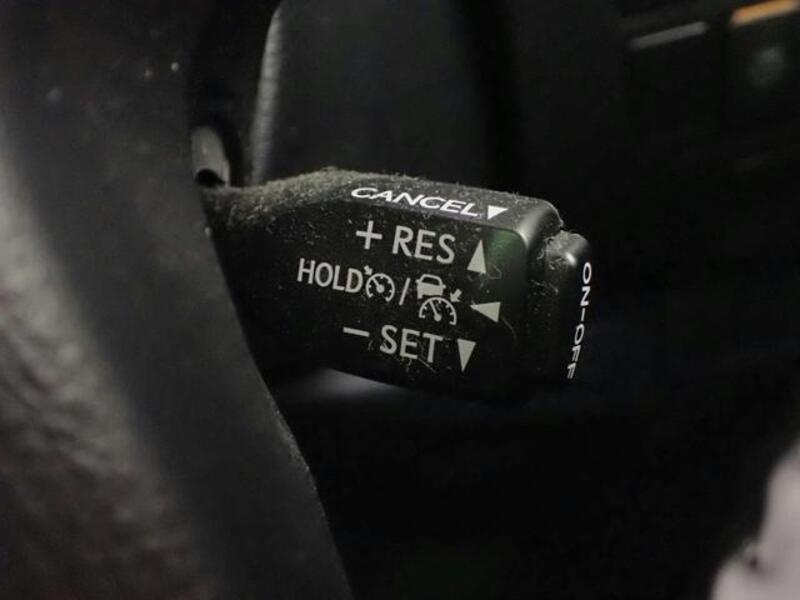 CANCEL▼
+ RES ▲
HOLD / ◀
– SET ▼
ON-OFF